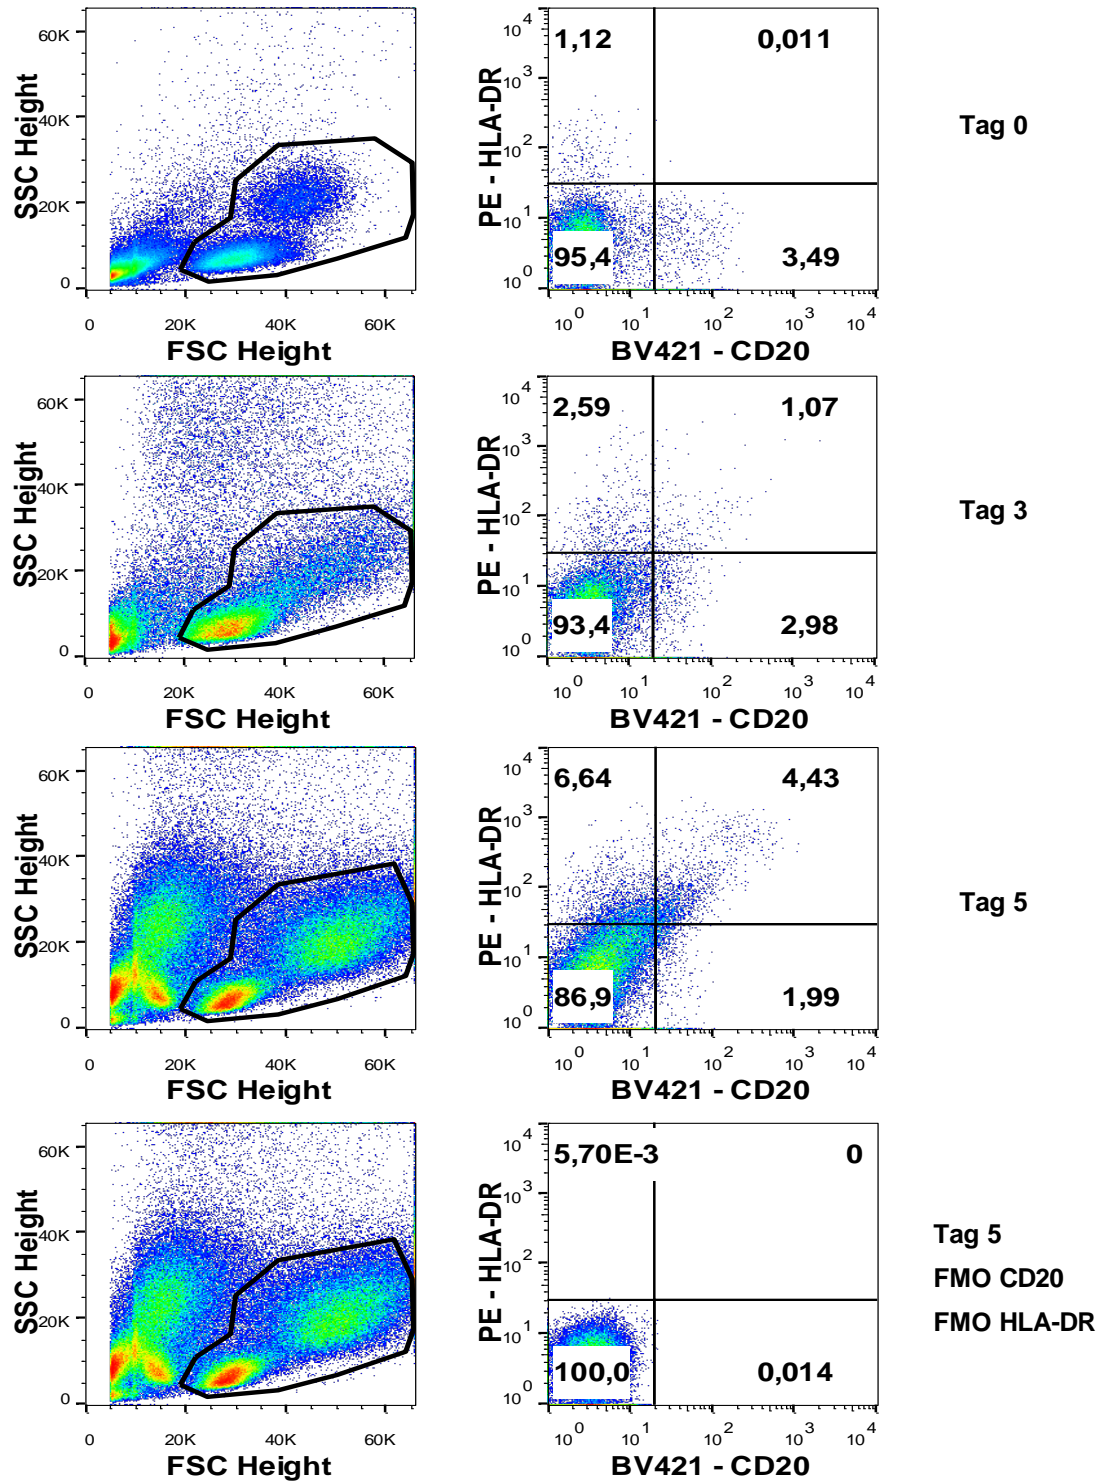 60K
40K
20K
0
SSC Height
0 20K 40K 60K
FSC Height
10^4
10^3
10^2
10^1
10^0
PE - HLA-DR
1,12 0,011
95,4 3,49
10^0 10^1 10^2 10^3 10^4
BV421 - CD20
Tag 0
60K
40K
20K
0
SSC Height
0 20K 40K 60K
FSC Height
10^4
10^3
10^2
10^1
10^0
PE - HLA-DR
2,59 1,07
93,4 2,98
10^0 10^1 10^2 10^3 10^4
BV421 - CD20
Tag 3
60K
40K
20K
0
SSC Height
0 20K 40K 60K
FSC Height
10^4
10^3
10^2
10^1
10^0
PE - HLA-DR
6,64 4,43
86,9 1,99
10^0 10^1 10^2 10^3 10^4
BV421 - CD20
Tag 5
60K
40K
20K
0
SSC Height
0 20K 40K 60K
FSC Height
10^4
10^3
10^2
10^1
10^0
PE - HLA-DR
5,70E-3 0
100,0 0,014
10^0 10^1 10^2 10^3 10^4
BV421 - CD20
Tag 5
FMO CD20
FMO HLA-DR